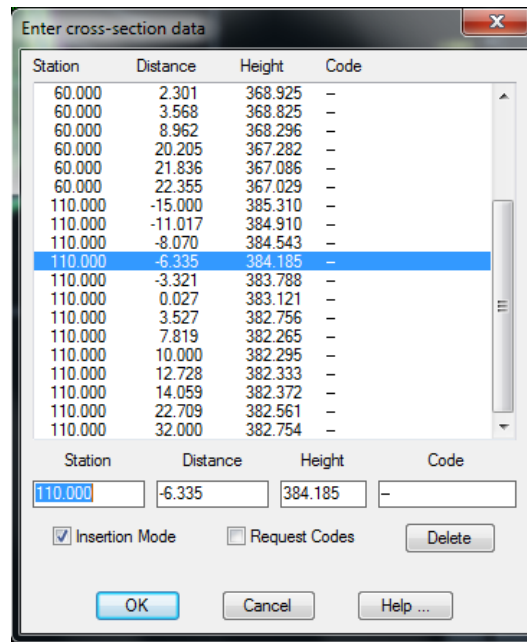 Enter cross-section data
Station Distance Height Code
60.000 2.301 368.925 –
60.000 3.568 368.825 –
60.000 8.962 368.296 –
60.000 20.205 367.282 –
60.000 21.836 367.086 –
60.000 22.355 367.029 –
110.000 -15.000 385.310 –
110.000 -11.017 384.910 –
110.000 -8.070 384.543 –
110.000 -6.335 384.185 –
110.000 -3.321 383.788 –
110.000 0.027 383.121 –
110.000 3.527 382.756 –
110.000 7.819 382.265 –
110.000 10.000 382.295 –
110.000 12.728 382.333 –
110.000 14.059 382.372 –
110.000 22.709 382.561 –
110.000 32.000 382.754 –
Station Distance Height Code
110.000 -6.335 384.185 –
Insertion Mode Request Codes Delete
OK Cancel Help ...